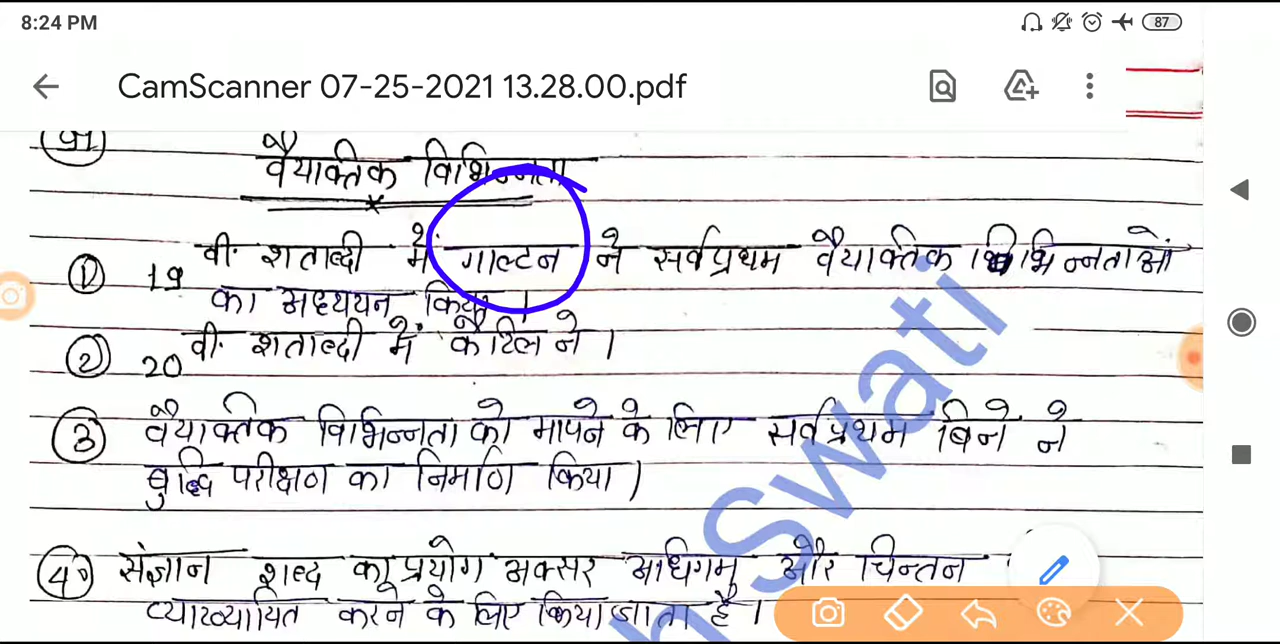 8:24 PM
87
CamScanner 07-25-2021 13.28.00.pdf
वैयाक्तिक विभिन्नता
① 19 वी. शताब्दी में गाल्टन ने सर्वप्रथम वैयाक्तिक विभिन्नताओं
का अध्ययन किया ।
② 20 वी. शताब्दी में कैटिल ने ।
③ वैयाक्तिक विभिन्नता को मापने के लिए सर्वप्रथम बिने ने
बुद्धि परीक्षण का निर्माण किया ।
④ संज्ञान शब्द का प्रयोग अक्सर अधिगम और चिन्तन
व्याख्यायित करने के लिए किया जाता है ।
Swati